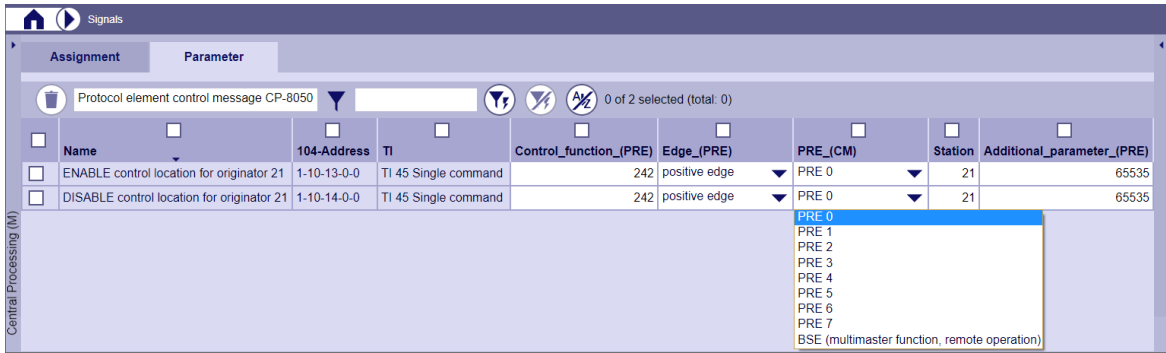 Signals
Assignment Parameter
Protocol element control message CP-8050 0 of 2 selected (total: 0)
Name 104-Address TI Control_function_(PRE) Edge_(PRE) PRE_(CM) Station Additional_parameter_(PRE)
ENABLE control location for originator 21 1-10-13-0-0 TI 45 Single command 242 positive edge PRE 0 21 65535
DISABLE control location for originator 21 1-10-14-0-0 TI 45 Single command 242 positive edge PRE 0 21 65535
PRE 0
PRE 1
PRE 2
PRE 3
PRE 4
PRE 5
PRE 6
PRE 7
BSE (multimaster function, remote operation)
Central Processing (M)